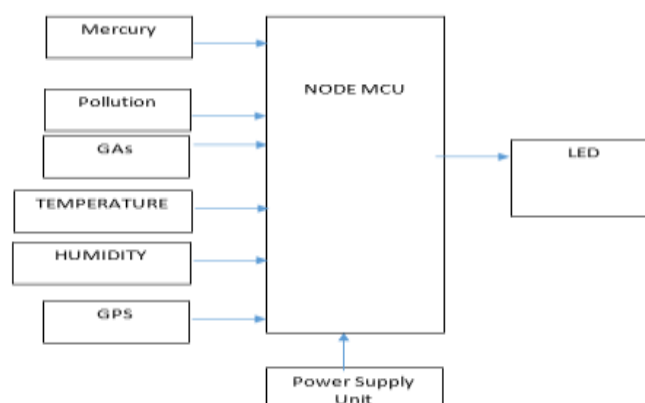 Mercury
NODE MCU
Pollution
GAs
LED
TEMPERATURE
HUMIDITY
GPS
Power Supply
Unit